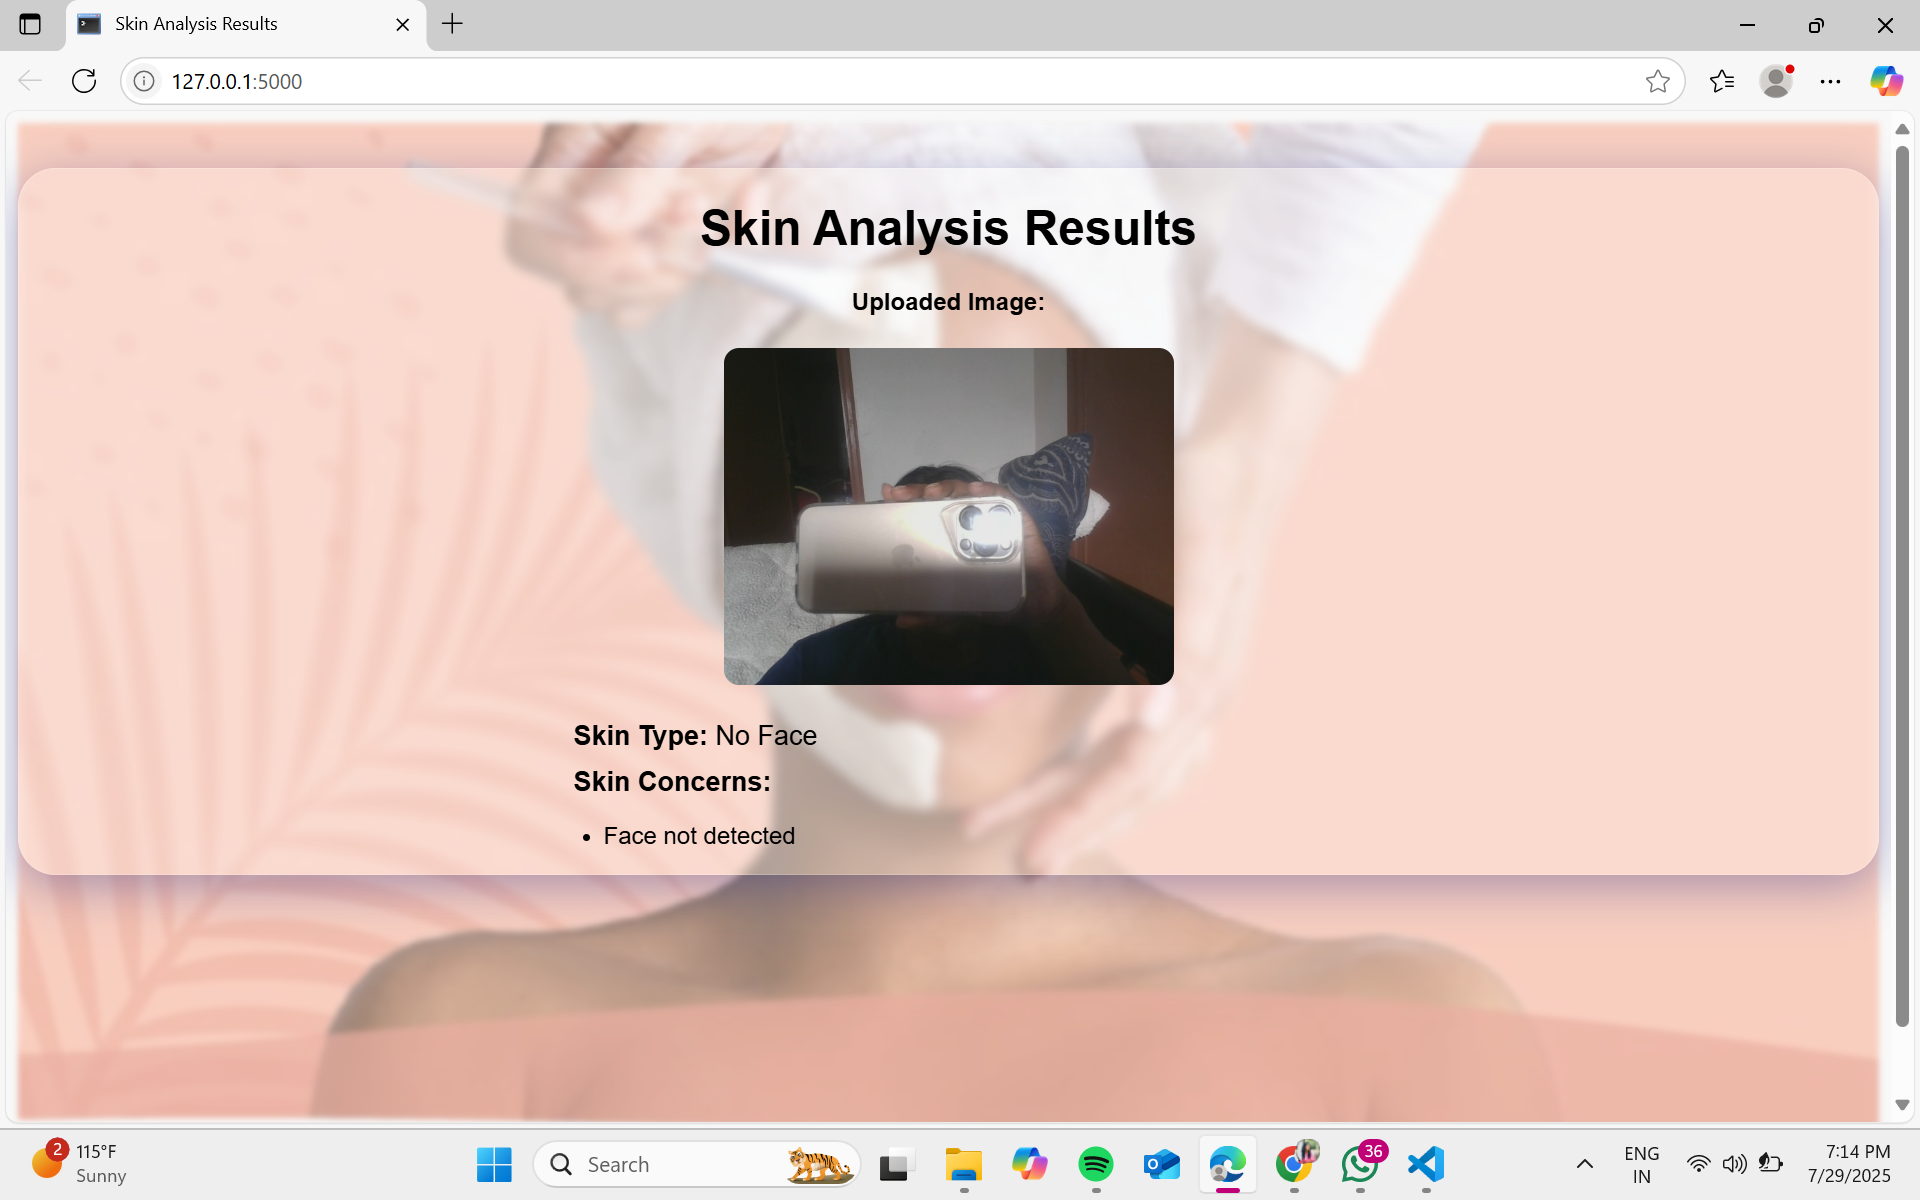 Skin Analysis Results
127.0.0.1:5000
Skin Analysis Results
Uploaded Image:
Skin Type: No Face
Skin Concerns:
• Face not detected
2
115°F
Sunny
Search
36
ENG
IN
7:14 PM
7/29/2025